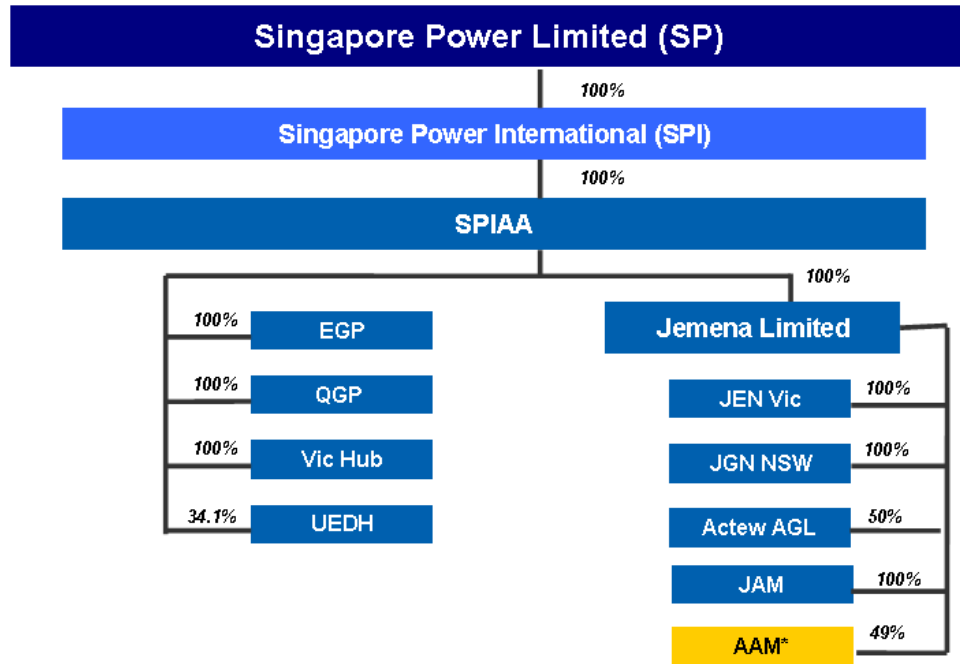 Singapore Power Limited (SP)
100%
Singapore Power International (SPI)
100%
SPIAA
100%
Jemena Limited
100%
EGP
100%
QGP
100%
Vic Hub
34.1%
UEDH
JEN Vic
100%
JGN NSW
100%
Actew AGL
50%
JAM
100%
AAM*
49%